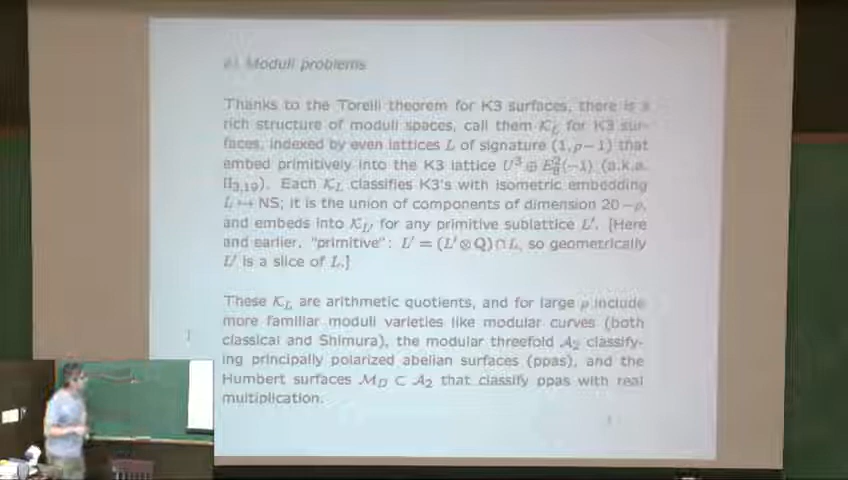 Moduli problems
Thanks to the Torelli theorem for K3 surfaces, there is a
rich structure of moduli spaces, call them 𝒦_L for K3 sur-
faces, indexed by even lattices L of signature (1, ρ−1) that
embed primitively into the K3 lattice U³ ⊕ E₈²(−1) (a.k.a.
II₃,₁₉). Each 𝒦_L classifies K3's with isometric embedding
L ↪ NS; it is the union of components of dimension 20 − ρ,
and embeds into 𝒦_L′ for any primitive sublattice L′. [Here
and earlier, "primitive": L′ = (L′ ⊗ Q) ∩ L, so geometrically
L′ is a slice of L.]
These 𝒦_L are arithmetic quotients, and for large ρ include
more familiar moduli varieties like modular curves (both
classical and Shimura), the modular threefold 𝒜₂ classify-
ing principally polarized abelian surfaces (ppas), and the
Humbert surfaces ℳ_D ⊂ 𝒜₂ that classify ppas with real
multiplication.